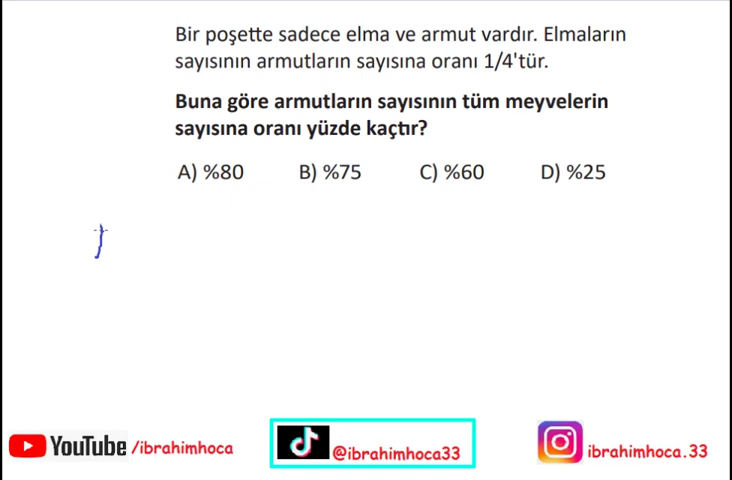 Bir poşette sadece elma ve armut vardır. Elmaların
sayısının armutların sayısına oranı 1/4'tür.
Buna göre armutların sayısının tüm meyvelerin
sayısına oranı yüzde kaçtır?
A) %80 B) %75 C) %60 D) %25
YouTube /ibrahimhoca
@ibrahimhoca33
ibrahimhoca.33